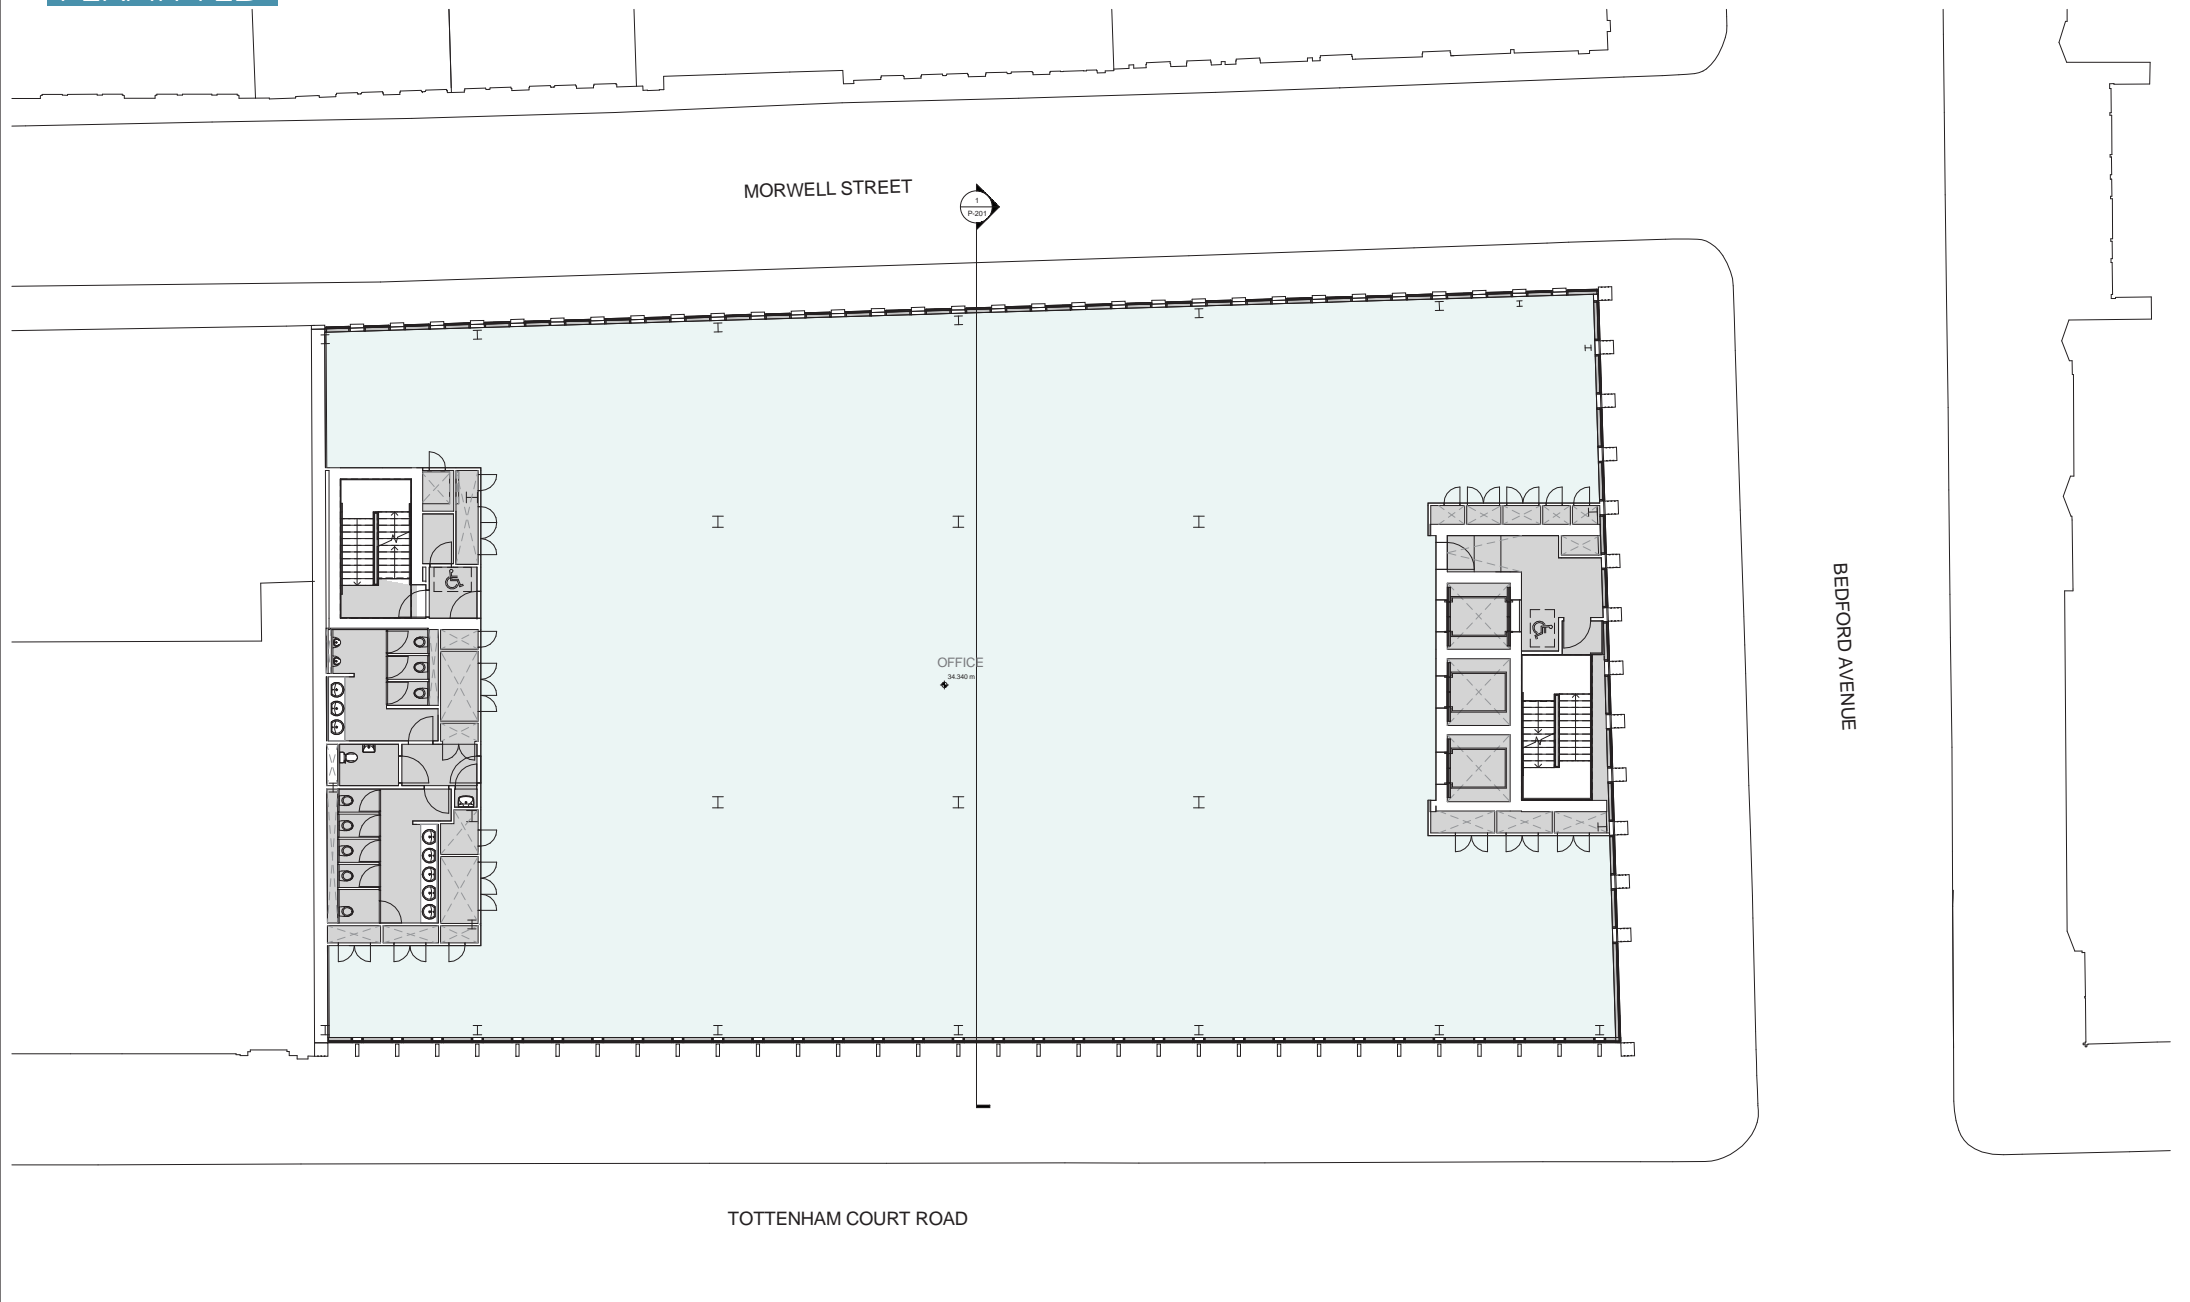 MORWELL STREET
1
P-201
OFFICE
34.340 m
BEDFORD AVENUE
TOTTENHAM COURT ROAD